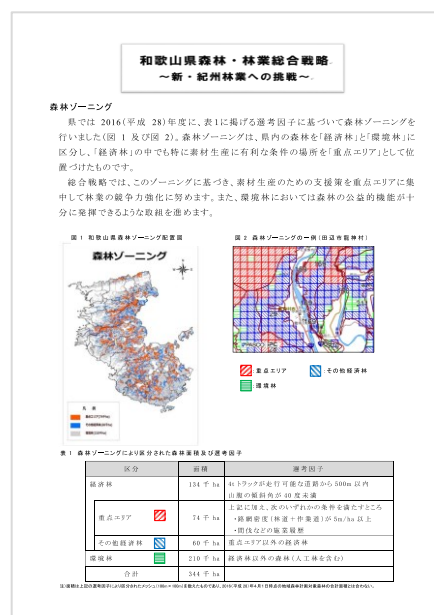 和歌山県森林・林業総合戦略
～新・紀州林業への挑戦～
森林ゾーニング
県では 2016(平成 28)年度に、表1に掲げる選考因子に基づいて森林ゾーニングを
行いました(図 1 及び図 2)。森林ゾーニングは、県内の森林を「経済林」と「環境林」に
区分し、「経済林」の中でも特に素材生産に有利な条件の場所を「重点エリア」として位
置づけたものです。
総合戦略では、このゾーニングに基づき、素材生産のための支援策を重点エリアに集
中して林業の競争力強化に努めます。また、環境林においては森林の公益的機能が十
分に発揮できるような取組を進めます。
図 1 和歌山県森林ゾーニング配置図
図 2 森林ゾーニングの一例(田辺市龍神村)
森林ゾーニング
:重点エリア
:その他経済林
:環境林
表 1 森林ゾーニングにより区分された森林面積及び選考因子
区分 面積 選考因子
経済林 134 千 ha 4t トラックが走行可能な道路から 500m 以内
山腹の傾斜角が 40 度未満
重点エリア 74 千 ha 上記に加え、次のいずれかの条件を満たすところ
・路網密度(林道+作業道)が 5m/ha 以上
・間伐などの施業履歴
その他経済林 60 千 ha 重点エリア以外の経済林
環境林 210 千 ha 経済林以外の森林(人工林を含む)
合計 344 千 ha